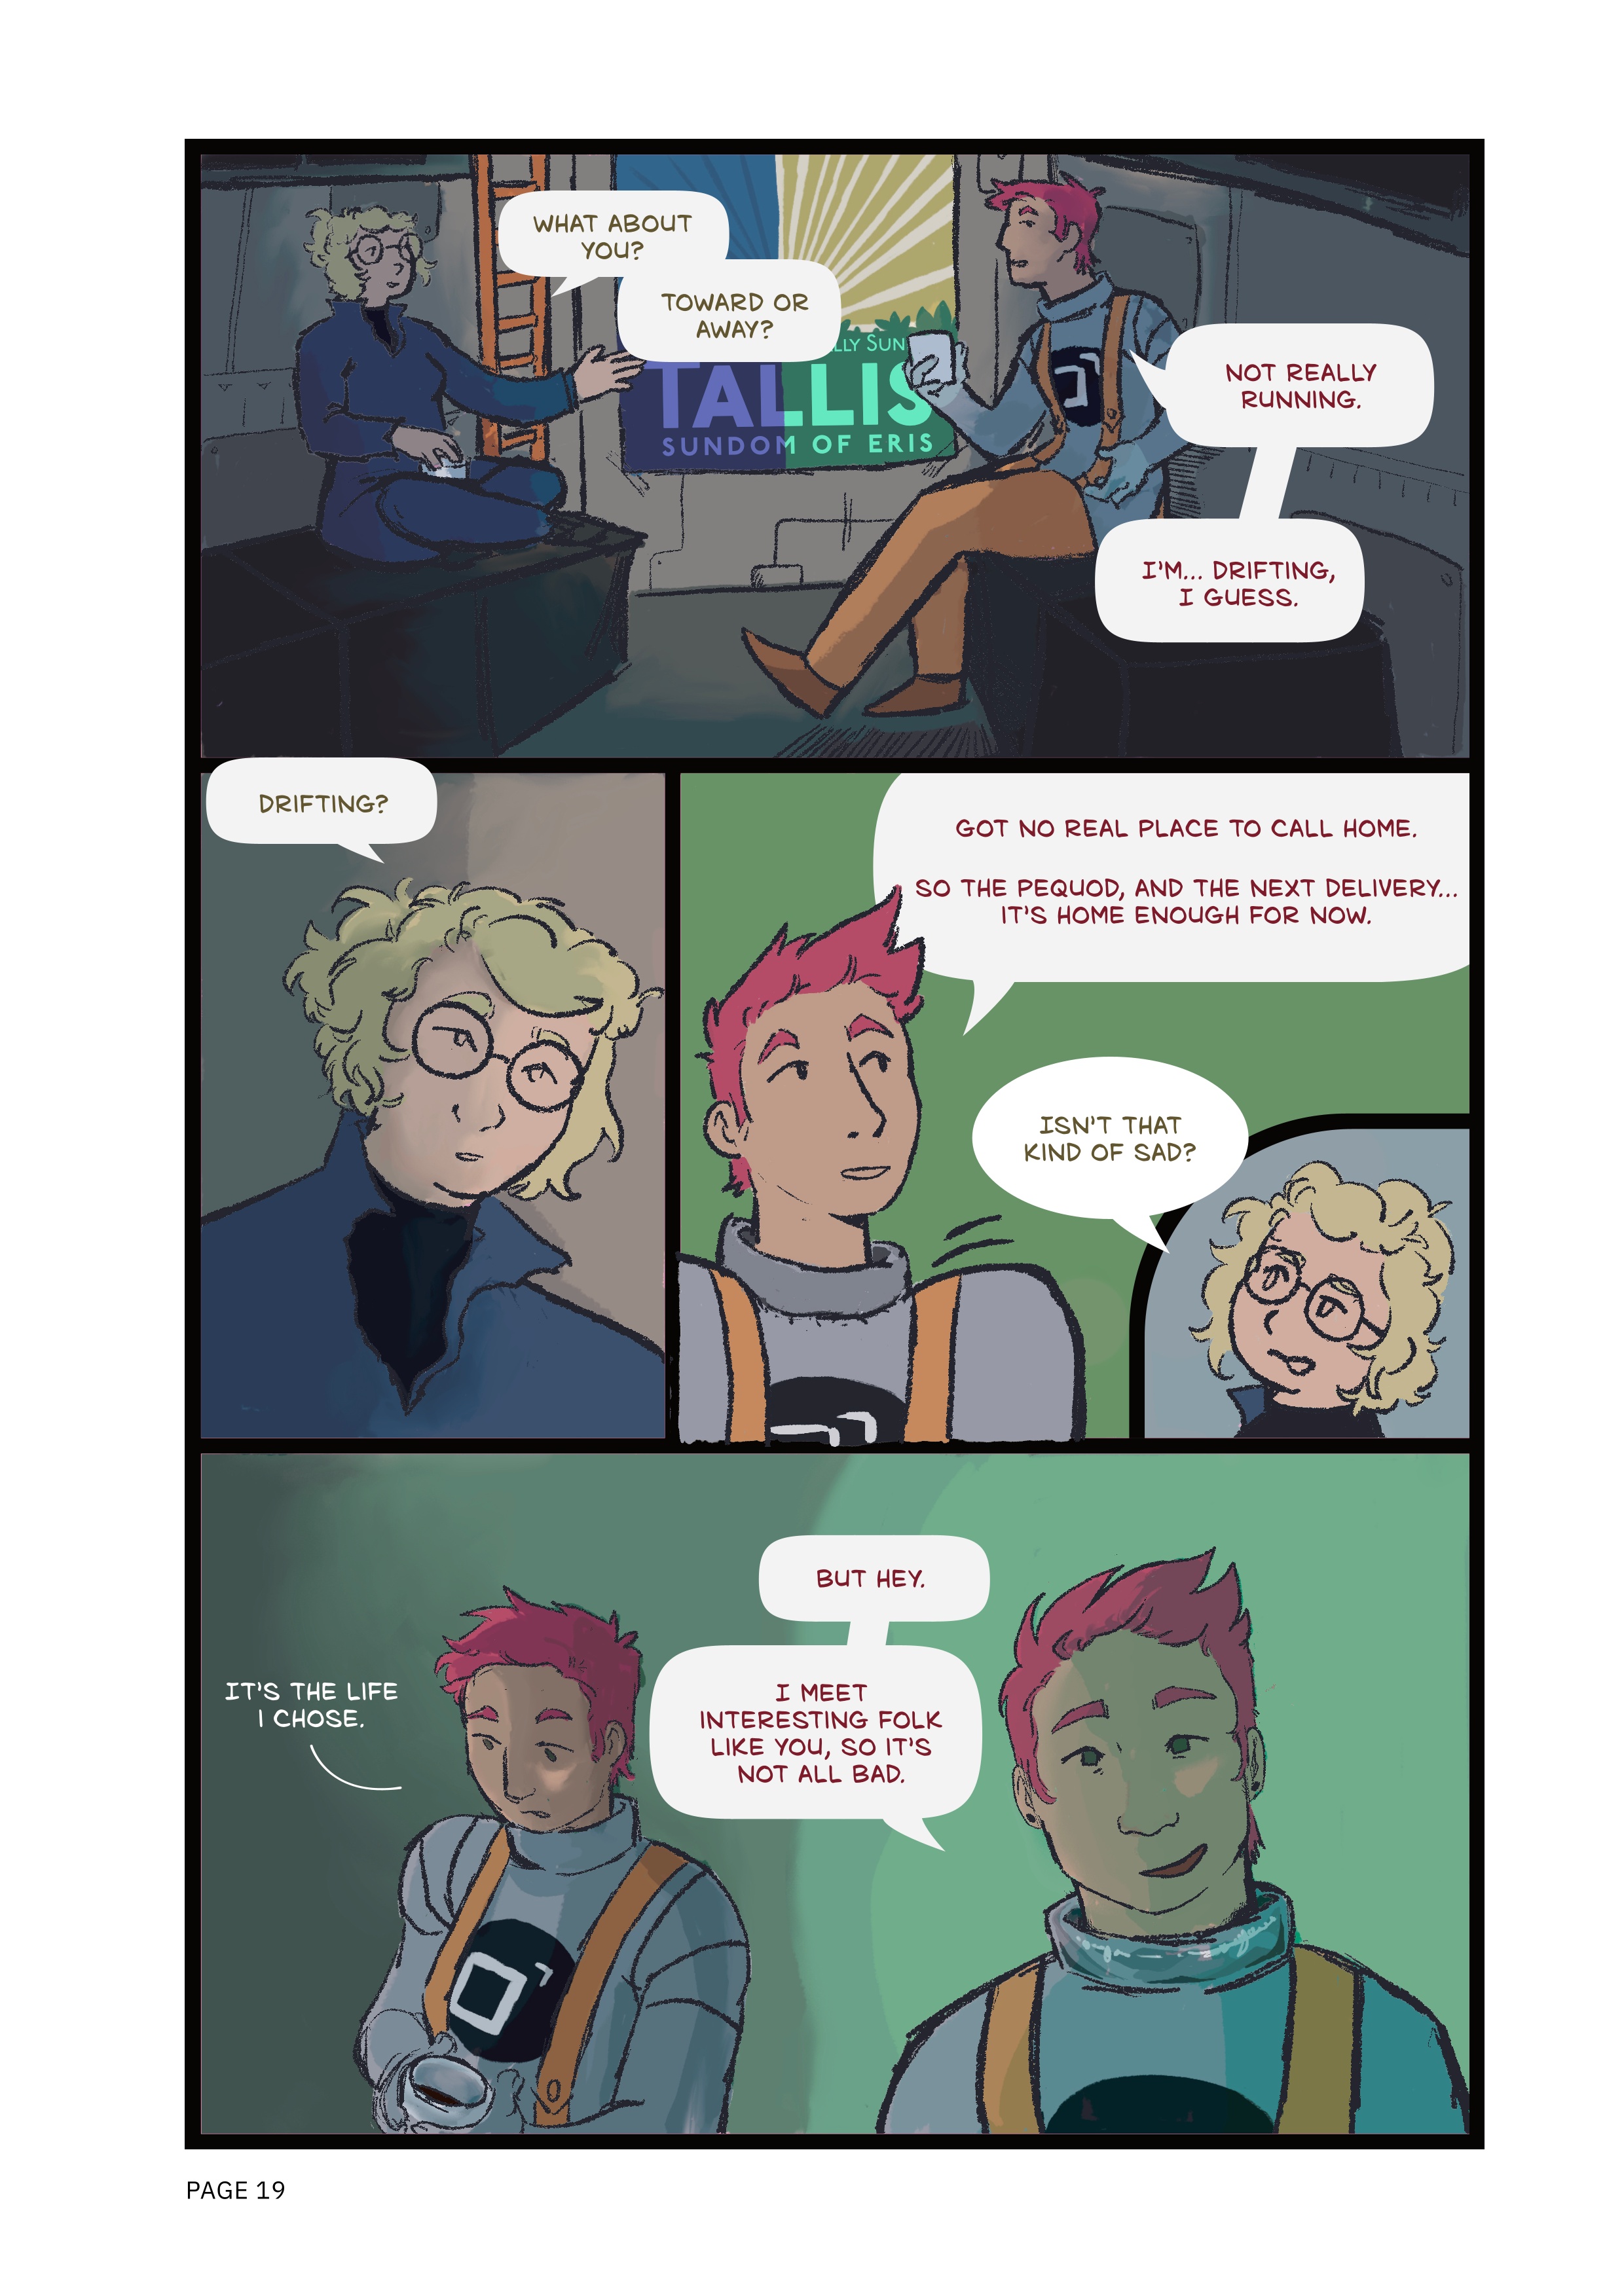 WHAT ABOUT
YOU?
TOWARD OR
AWAY?
LLY SUN
TALLIS
SUNDOM OF ERIS
NOT REALLY
RUNNING.
I'M... DRIFTING,
I GUESS.
DRIFTING?
GOT NO REAL PLACE TO CALL HOME.
SO THE PEQUOD, AND THE NEXT DELIVERY...
IT'S HOME ENOUGH FOR NOW.
ISN'T THAT
KIND OF SAD?
IT'S THE LIFE
I CHOSE.
BUT HEY.
I MEET
INTERESTING FOLK
LIKE YOU, SO IT'S
NOT ALL BAD.
PAGE 19